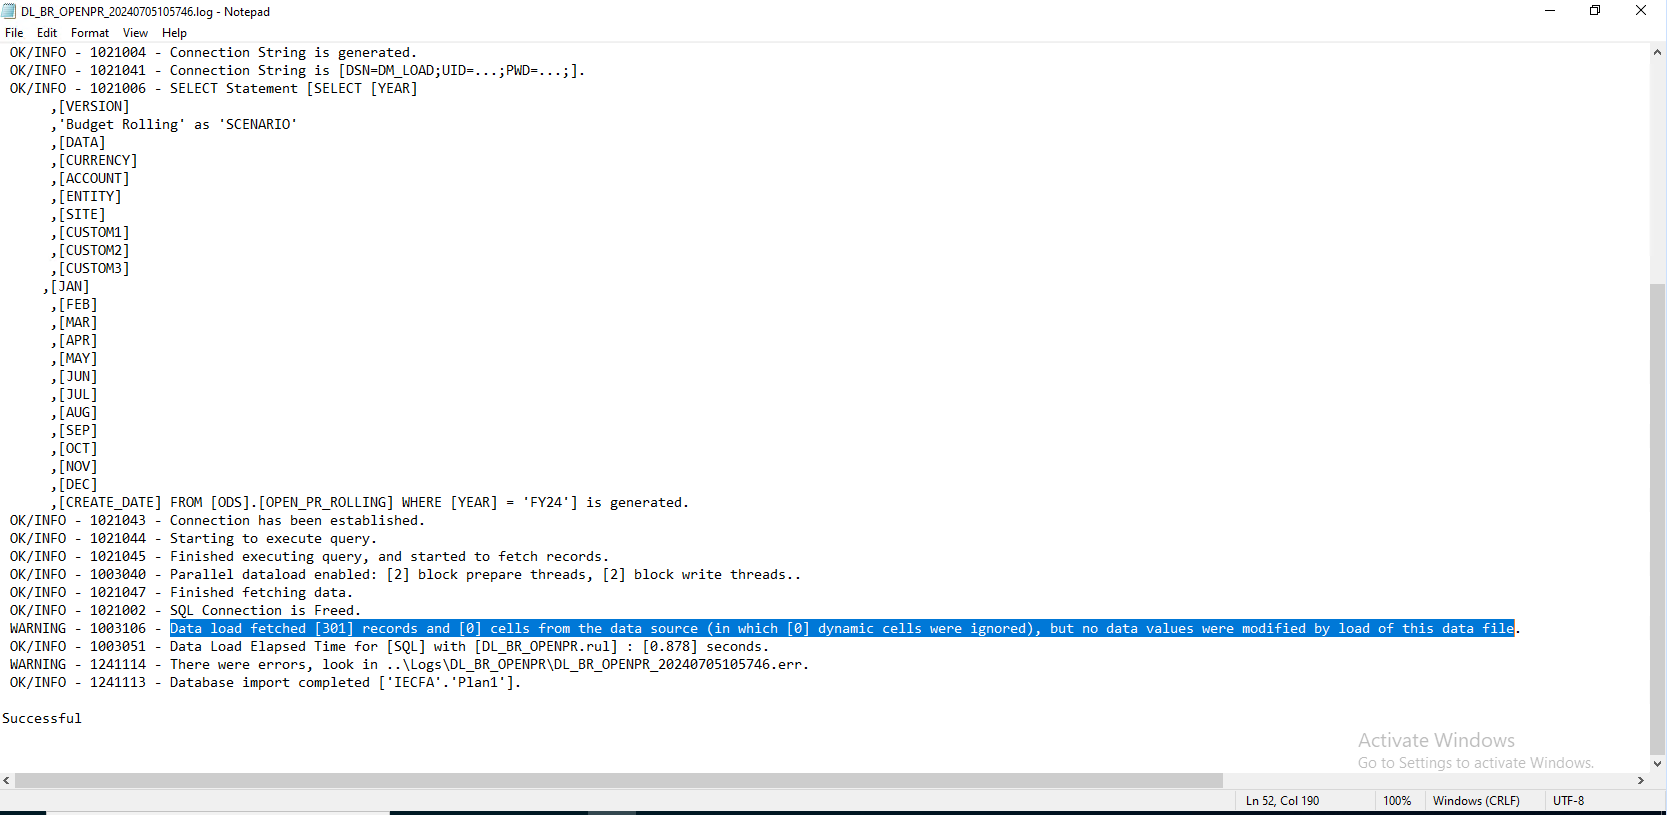 DL_BR_OPENPR_20240705105746.log - Notepad
File Edit Format View Help
OK/INFO - 1021004 - Connection String is generated.
OK/INFO - 1021041 - Connection String is [DSN=DM_LOAD;UID=...;PWD=...;].
OK/INFO - 1021006 - SELECT Statement [SELECT [YEAR]
,[VERSION]
,'Budget Rolling' as 'SCENARIO'
,[DATA]
,[CURRENCY]
,[ACCOUNT]
,[ENTITY]
,[SITE]
,[CUSTOM1]
,[CUSTOM2]
,[CUSTOM3]
,[JAN]
,[FEB]
,[MAR]
,[APR]
,[MAY]
,[JUN]
,[JUL]
,[AUG]
,[SEP]
,[OCT]
,[NOV]
,[DEC]
,[CREATE_DATE] FROM [ODS].[OPEN_PR_ROLLING] WHERE [YEAR] = 'FY24'] is generated.
OK/INFO - 1021043 - Connection has been established.
OK/INFO - 1021044 - Starting to execute query.
OK/INFO - 1021045 - Finished executing query, and started to fetch records.
OK/INFO - 1003040 - Parallel dataload enabled: [2] block prepare threads, [2] block write threads..
OK/INFO - 1021047 - Finished fetching data.
OK/INFO - 1021002 - SQL Connection is Freed.
WARNING - 1003106 - Data load fetched [301] records and [0] cells from the data source (in which [0] dynamic cells were ignored), but no data values were modified by load of this data file.
OK/INFO - 1003051 - Data Load Elapsed Time for [SQL] with [DL_BR_OPENPR.rul] : [0.878] seconds.
WARNING - 1241114 - There were errors, look in ..\Logs\DL_BR_OPENPR\DL_BR_OPENPR_20240705105746.err.
OK/INFO - 1241113 - Database import completed ['IECFA'.'Plan1'].
Successful
Activate Windows
Go to Settings to activate Windows.
Ln 52, Col 190 100% Windows (CRLF) UTF-8